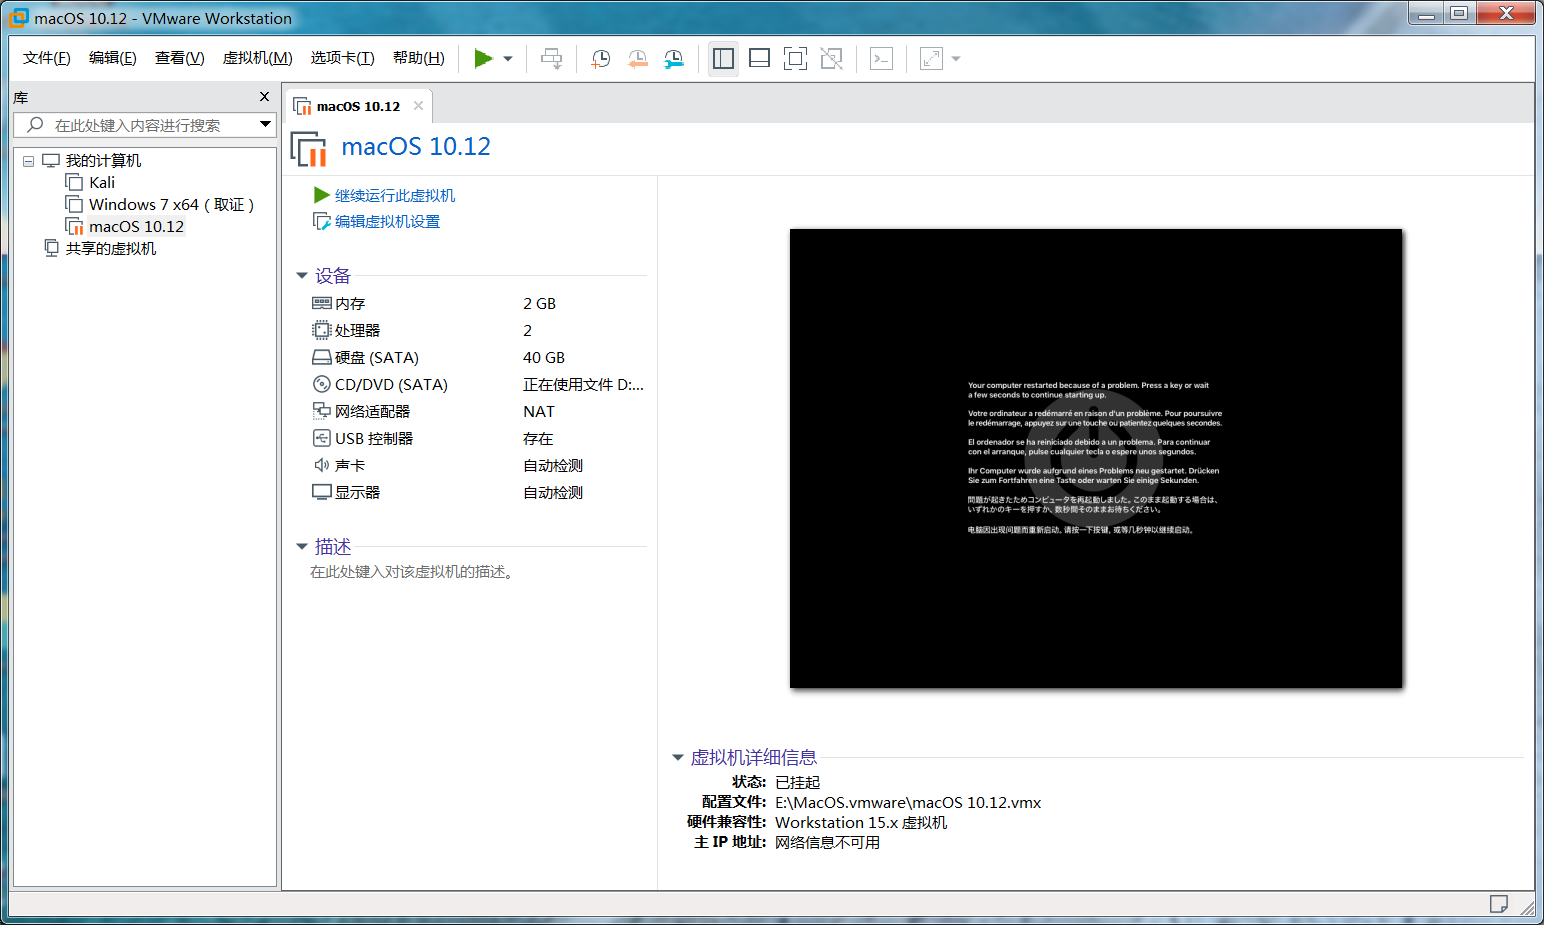 macOS 10.12 - VMware Workstation
文件(F) 编辑(E) 查看(V) 虚拟机(M) 选项卡(T) 帮助(H)
库
在此处键入内容进行搜索
我的计算机
Kali
Windows 7 x64 ( 取证 )
macOS 10.12
共享的虚拟机
macOS 10.12
macOS 10.12
继续运行此虚拟机
编辑虚拟机设置
设备
内存 2 GB
处理器 2
硬盘 (SATA) 40 GB
CD/DVD (SATA) 正在使用文件 D:...
网络适配器 NAT
USB 控制器 存在
声卡 自动检测
显示器 自动检测
描述
在此处键入对该虚拟机的描述。
Your computer restarted because of a problem. Press a key or wait
a few seconds to continue starting up.
Votre ordinateur a redémarré en raison d'un problème. Pour poursuivre
le redémarrage, appuyez sur une touche ou patientez quelques secondes.
El ordenador se ha reiniciado debido a un problema. Para continuar
con el arranque, pulse cualquier tecla o espere unos segundos.
Ihr Computer wurde aufgrund eines Problems neu gestartet. Drücken
Sie zum Fortfahren eine Taste oder warten Sie einige Sekunden.
問題が起きたためコンピュータを再起動しました。このまま起動する場合は、
いずれかのキーを押すか、数秒間そのままお待ちください。
电脑因出现问题而重新启动。请按一下按键，或等几秒钟以继续启动。
虚拟机详细信息
状态: 已挂起
配置文件: E:\MacOS.vmware\macOS 10.12.vmx
硬件兼容性: Workstation 15.x 虚拟机
主 IP 地址: 网络信息不可用